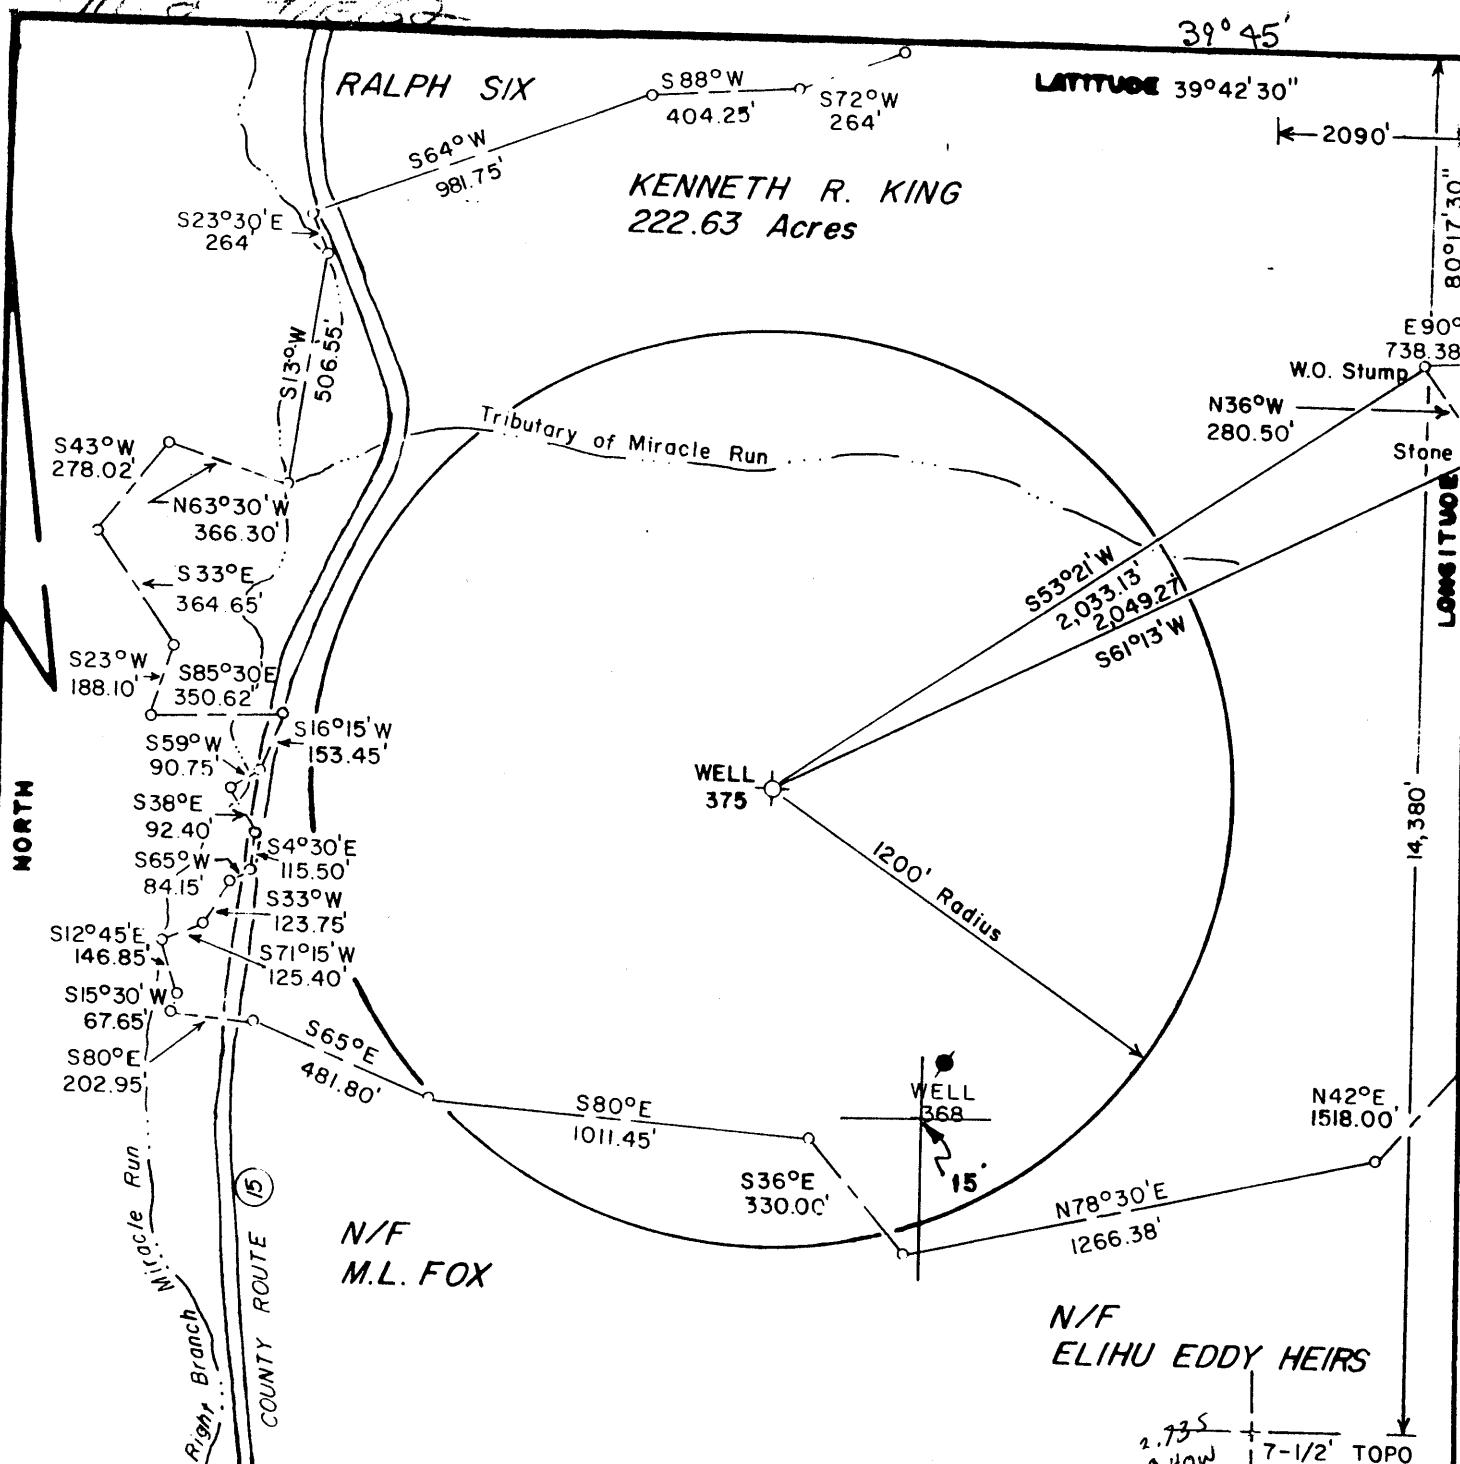 39°45'
RALPH SIX
S88°W
404.25'
S72°W
264'
LATITUDE 39°42'30"
2090'
S64°W
981.75'
KENNETH R. KING
222.63 Acres
80°17'30"
S23°30'E
264'
S13°W
506.55'
E90°
738.38
W.O. Stump
N36°W
280.50'
Stone
LONGITUDE
Tributary of Miracle Run
S43°W
278.02'
N63°30'W
366.30'
S33°E
364.65'
S53°21'W
2,033.13'
2,049.27'
S61°13'W
S23°W
188.10'
S85°30'E
350.62'
S16°15'W
153.45'
S59°W
90.75'
WELL
375
NORTH
S38°E
92.40'
S4°30'E
115.50'
S65°W
84.15'
14,380'
1200' Radius
S33°W
123.75'
S12°45'E
146.85'
S71°15'W
125.40'
S15°30'W
67.65'
S80°E
202.95'
S65°E
481.80'
WELL
368
S80°E
1011.45'
N42°E
1518.00'
S36°E
330.00'
15'
N78°30'E
1266.38'
Miracle Run
15
COUNTY ROUTE
N/F
M.L. FOX
N/F
ELIHU EDDY HEIRS
Right Branch
7-1/2' TOPO